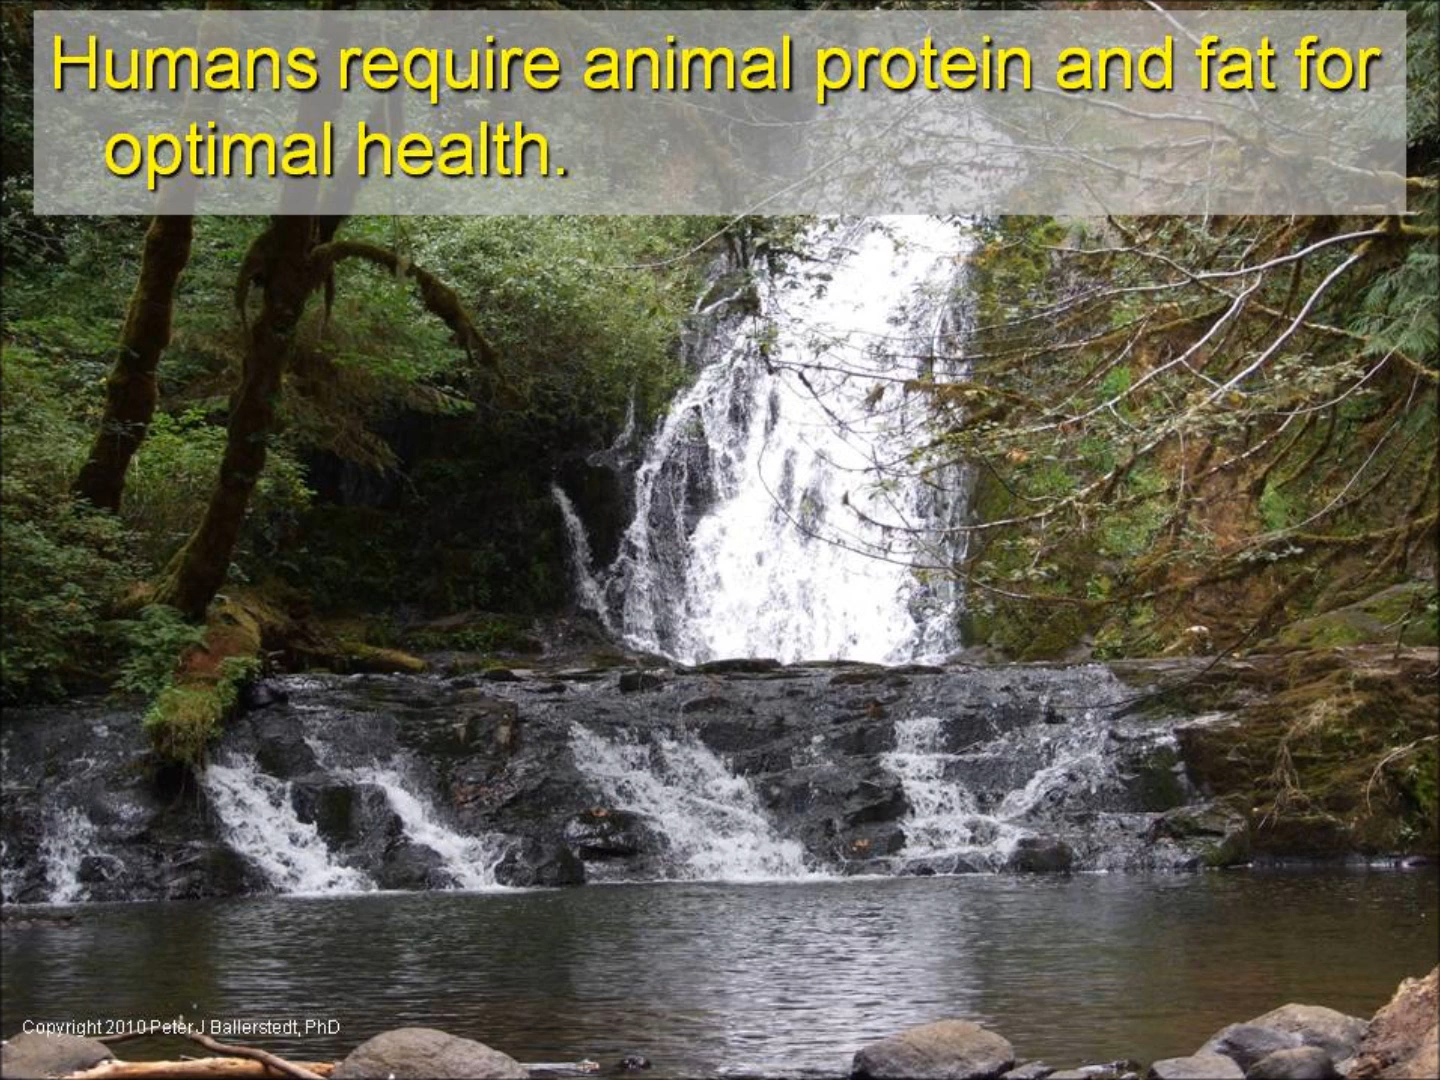 Humans require animal protein and fat for
optimal health.
Copyright 2010 Peter J Ballerstedt, PhD